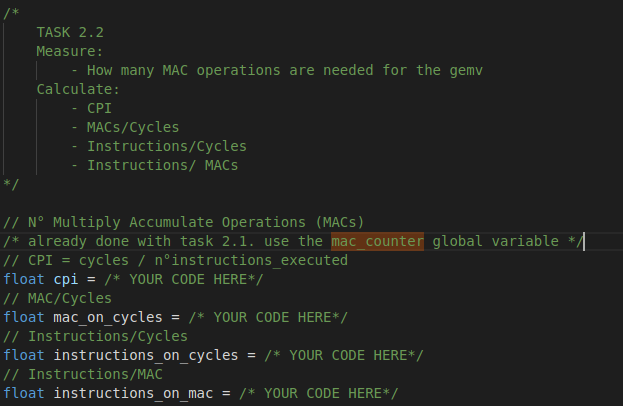 /*
TASK 2.2
Measure:
- How many MAC operations are needed for the gemv
Calculate:
- CPI
- MACs/Cycles
- Instructions/Cycles
- Instructions/ MACs
*/
// N° Multiply Accumulate Operations (MACs)
/* already done with task 2.1. use the mac_counter global variable */
// CPI = cycles / n°instructions_executed
float cpi = /* YOUR CODE HERE*/
// MAC/Cycles
float mac_on_cycles = /* YOUR CODE HERE*/
// Instructions/Cycles
float instructions_on_cycles = /* YOUR CODE HERE*/
// Instructions/MAC
float instructions_on_mac = /* YOUR CODE HERE*/